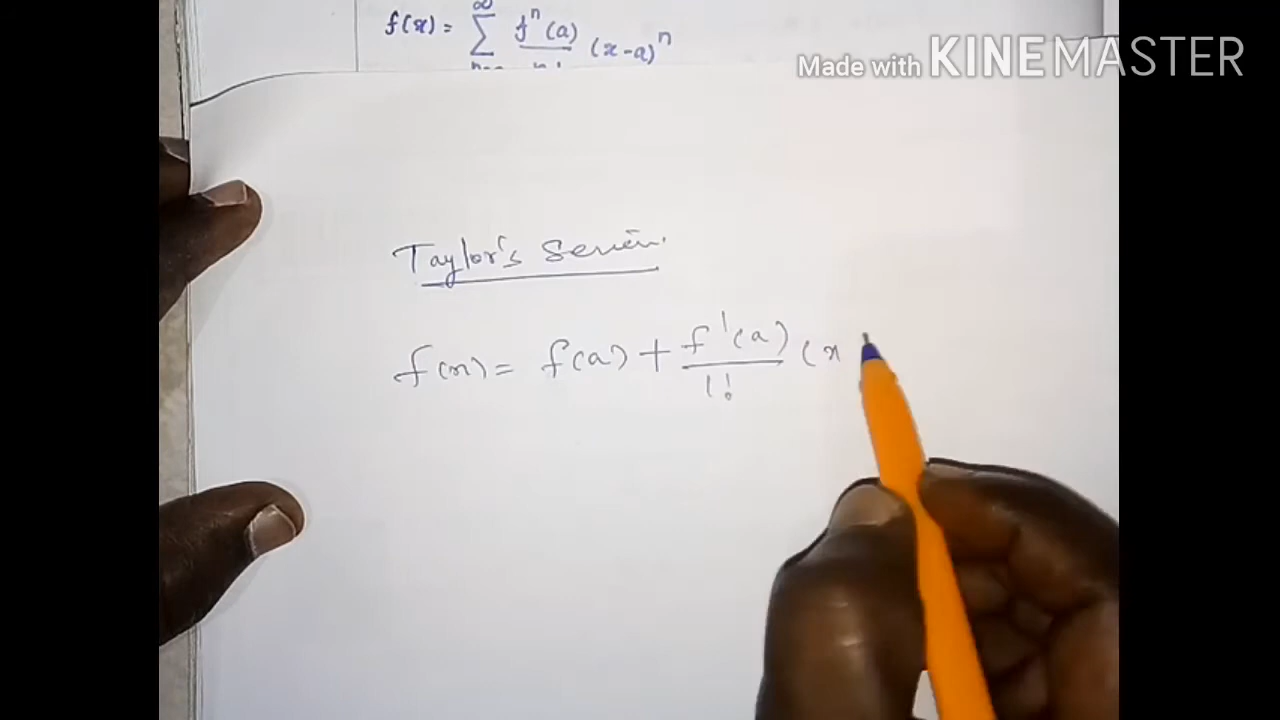 f(x) = ∞ ∑ fⁿ(a) (x-a)ⁿ
Made with KINEMASTER
Taylor's Series.
f(x) = f(a) + f'(a) (x
1!